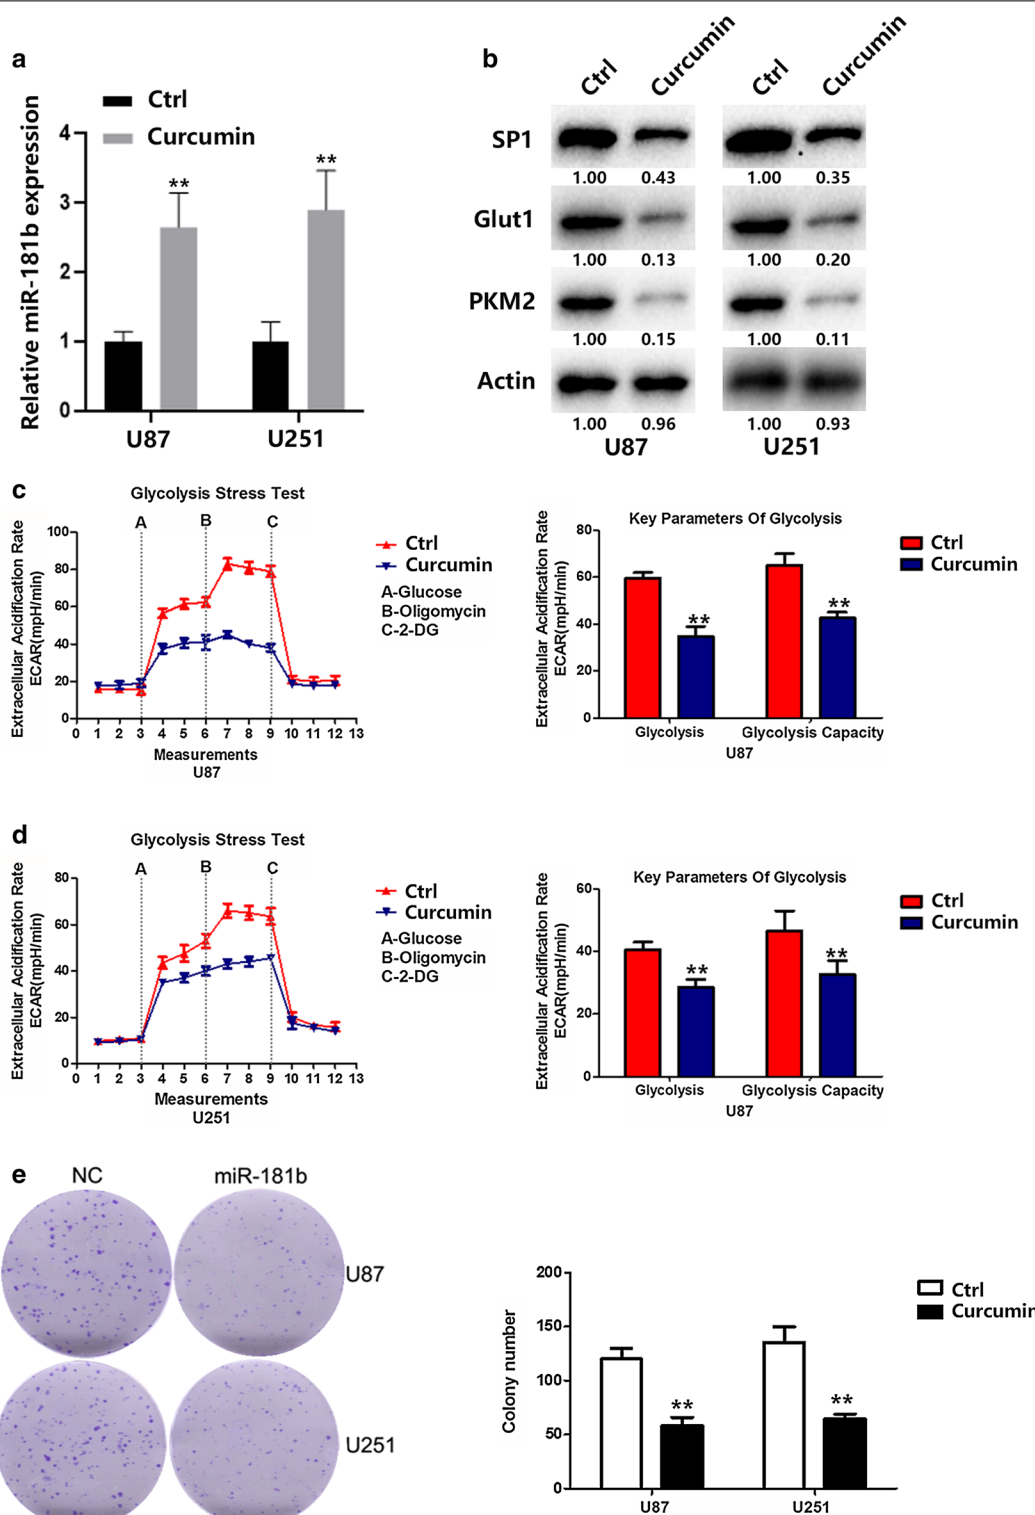 a
Ctrl
Curcumin
Relative miR-181b expression
4
3
2
1
0
**
**
U87
U251
b
Ctrl
Curcumin
Ctrl
Curcumin
SP1
1.00 0.43 1.00 0.35
Glut1
1.00 0.13 1.00 0.20
PKM2
1.00 0.15 1.00 0.11
Actin
1.00 0.96 1.00 0.93
U87 U251
c
Glycolysis Stress Test
A B C
Extracellular Acidification Rate
ECAR(mpH/min)
100
80
60
40
20
0
0 1 2 3 4 5 6 7 8 9 10 11 12 13
Measurements
U87
Ctrl
Curcumin
A-Glucose
B-Oligomycin
C-2-DG
Key Parameters Of Glycolysis
Extracellular Acidification Rate
ECAR(mpH/min)
80
60
40
20
0
**
**
Glycolysis Glycolysis Capacity
U87
Ctrl
Curcumin
d
Glycolysis Stress Test
A B C
Extracellular Acidification Rate
ECAR(mpH/min)
80
60
40
20
0
0 1 2 3 4 5 6 7 8 9 10 11 12 13
Measurements
U251
Ctrl
Curcumin
A-Glucose
B-Oligomycin
C-2-DG
Key Parameters Of Glycolysis
Extracellular Acidification Rate
ECAR(mpH/min)
60
40
20
0
**
**
Glycolysis Glycolysis Capacity
U87
Ctrl
Curcumin
e
NC miR-181b
U87
U251
Colony number
200
150
100
50
0
**
**
U87 U251
Ctrl
Curcumin